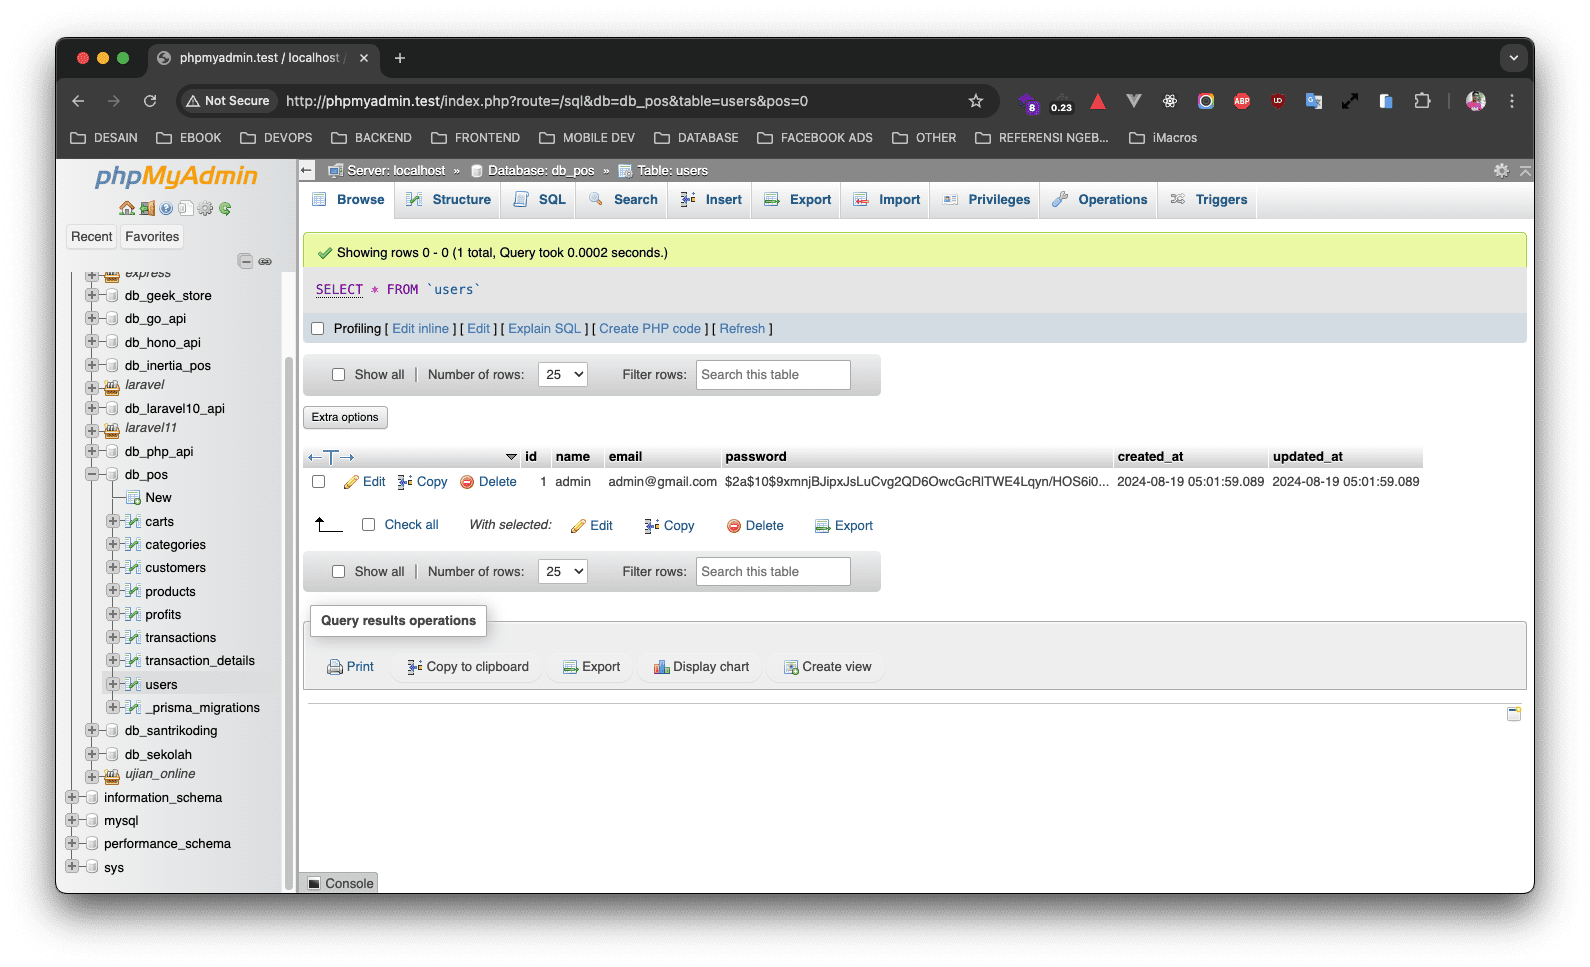 phpmyadmin.test / localhost /
Not Secure http://phpmyadmin.test/index.php?route=/sql&db=db_pos&table=users&pos=0
8 0.23 ABP UD
DESAIN EBOOK DEVOPS BACKEND FRONTEND MOBILE DEV DATABASE FACEBOOK ADS OTHER REFERENSI NGEB... iMacros
phpMyAdmin
Recent Favorites
express
db_geek_store
db_go_api
db_hono_api
db_inertia_pos
laravel
db_laravel10_api
laravel11
db_php_api
db_pos
New
carts
categories
customers
products
profits
transactions
transaction_details
users
_prisma_migrations
db_santrikoding
db_sekolah
ujian_online
information_schema
mysql
performance_schema
sys
Server: localhost » Database: db_pos » Table: users
Browse Structure SQL Search Insert Export Import Privileges Operations Triggers
Showing rows 0 - 0 (1 total, Query took 0.0002 seconds.)
SELECT * FROM `users`
Profiling [ Edit inline ] [ Edit ] [ Explain SQL ] [ Create PHP code ] [ Refresh ]
Show all | Number of rows: 25 Filter rows: Search this table
Extra options
id name email password created_at updated_at
Edit Copy Delete 1 admin admin@gmail.com $2a$10$9xmnjBJipxJsLuCvg2QD6OwcGcRlTWE4Lqyn/HOS6i0... 2024-08-19 05:01:59.089 2024-08-19 05:01:59.089
Check all With selected: Edit Copy Delete Export
Show all | Number of rows: 25 Filter rows: Search this table
Query results operations
Print Copy to clipboard Export Display chart Create view
Console